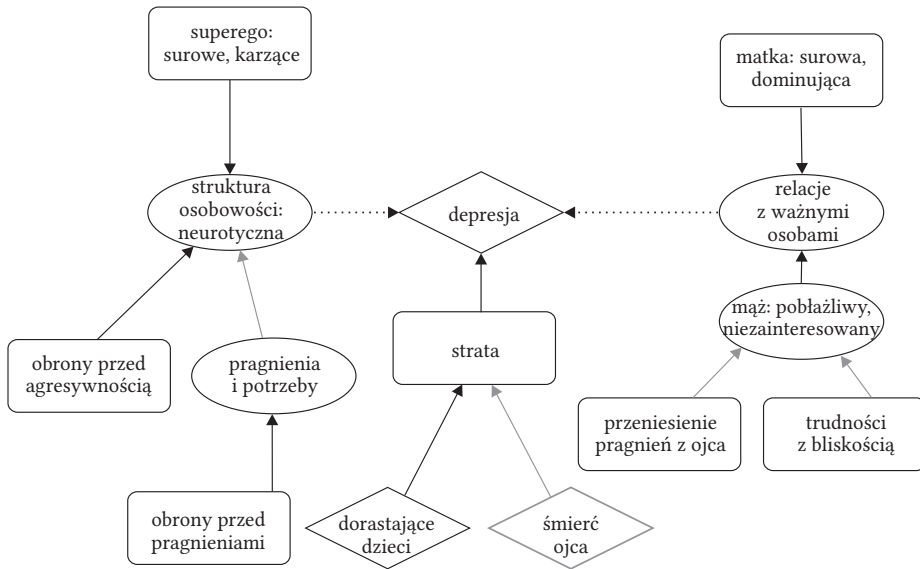 superego:
surowe, karzące
matka: surowa,
dominująca
struktura
osobowości:
neurotyczna
depresja
relacje
z ważnymi
osobami
mąż: pobłażliwy,
niezainteresowany
obrony przed
agresywnością
pragnienia
i potrzeby
strata
przeniesienie
pragnień z ojca
trudności
z bliskością
obrony przed
pragnieniami
dorastające
dzieci
śmierć
ojca